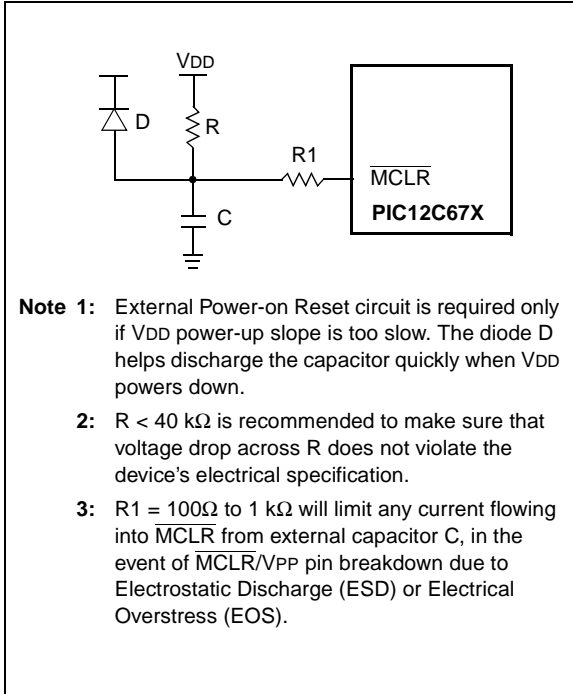 VDD
D
R
R1
C
MCLR
PIC12C67X
Note 1: External Power-on Reset circuit is required only
if VDD power-up slope is too slow. The diode D
helps discharge the capacitor quickly when VDD
powers down.
2: R < 40 kΩ is recommended to make sure that
voltage drop across R does not violate the
device's electrical specification.
3: R1 = 100Ω to 1 kΩ will limit any current flowing
into MCLR from external capacitor C, in the
event of MCLR/VPP pin breakdown due to
Electrostatic Discharge (ESD) or Electrical
Overstress (EOS).